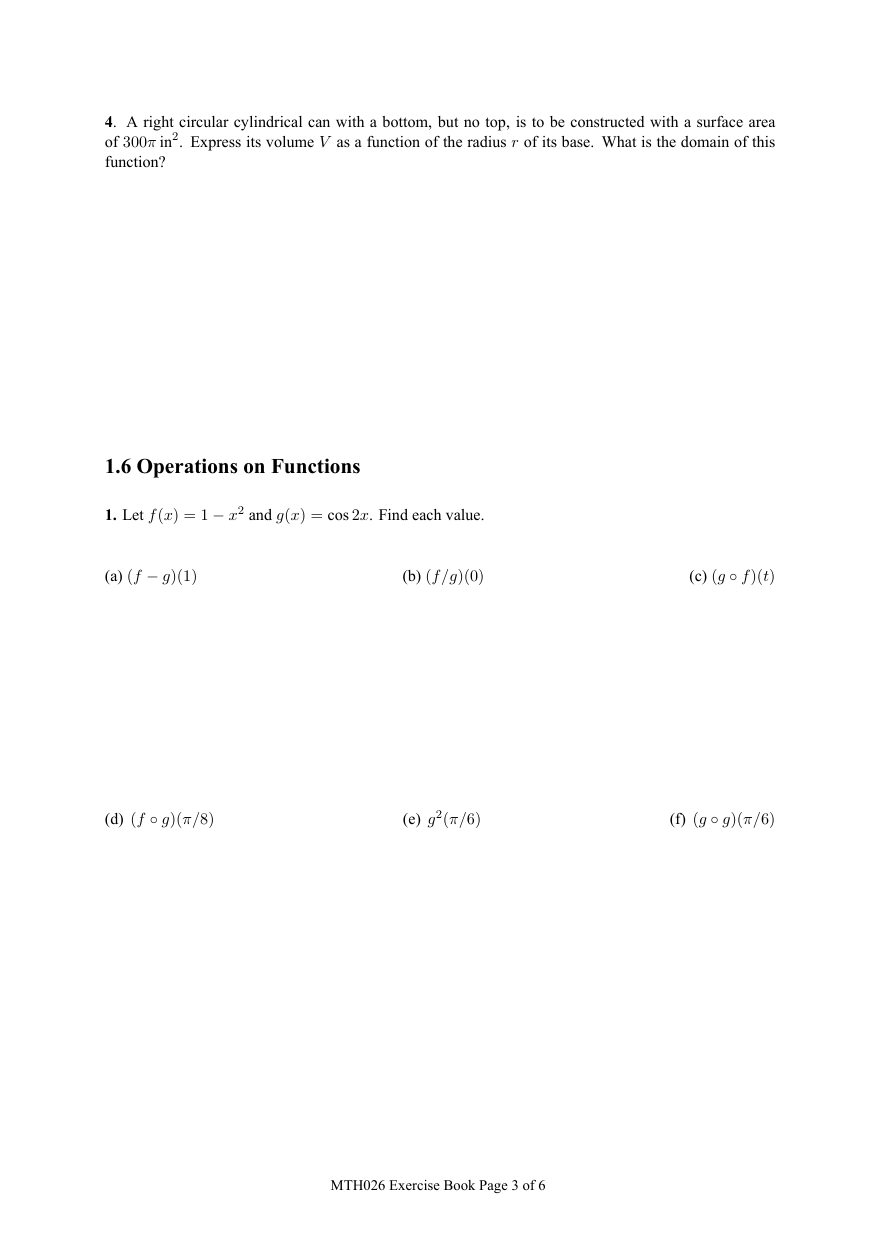 4. A right circular cylindrical can with a bottom, but no top, is to be constructed with a surface area
of 300π in². Express its volume V as a function of the radius r of its base. What is the domain of this
function?
1.6 Operations on Functions
1. Let f(x) = 1 − x² and g(x) = cos 2x. Find each value.
(a) (f − g)(1) (b) (f/g)(0) (c) (g ∘ f)(t)
(d) (f ∘ g)(π/8) (e) g²(π/6) (f) (g ∘ g)(π/6)
MTH026 Exercise Book Page 3 of 6